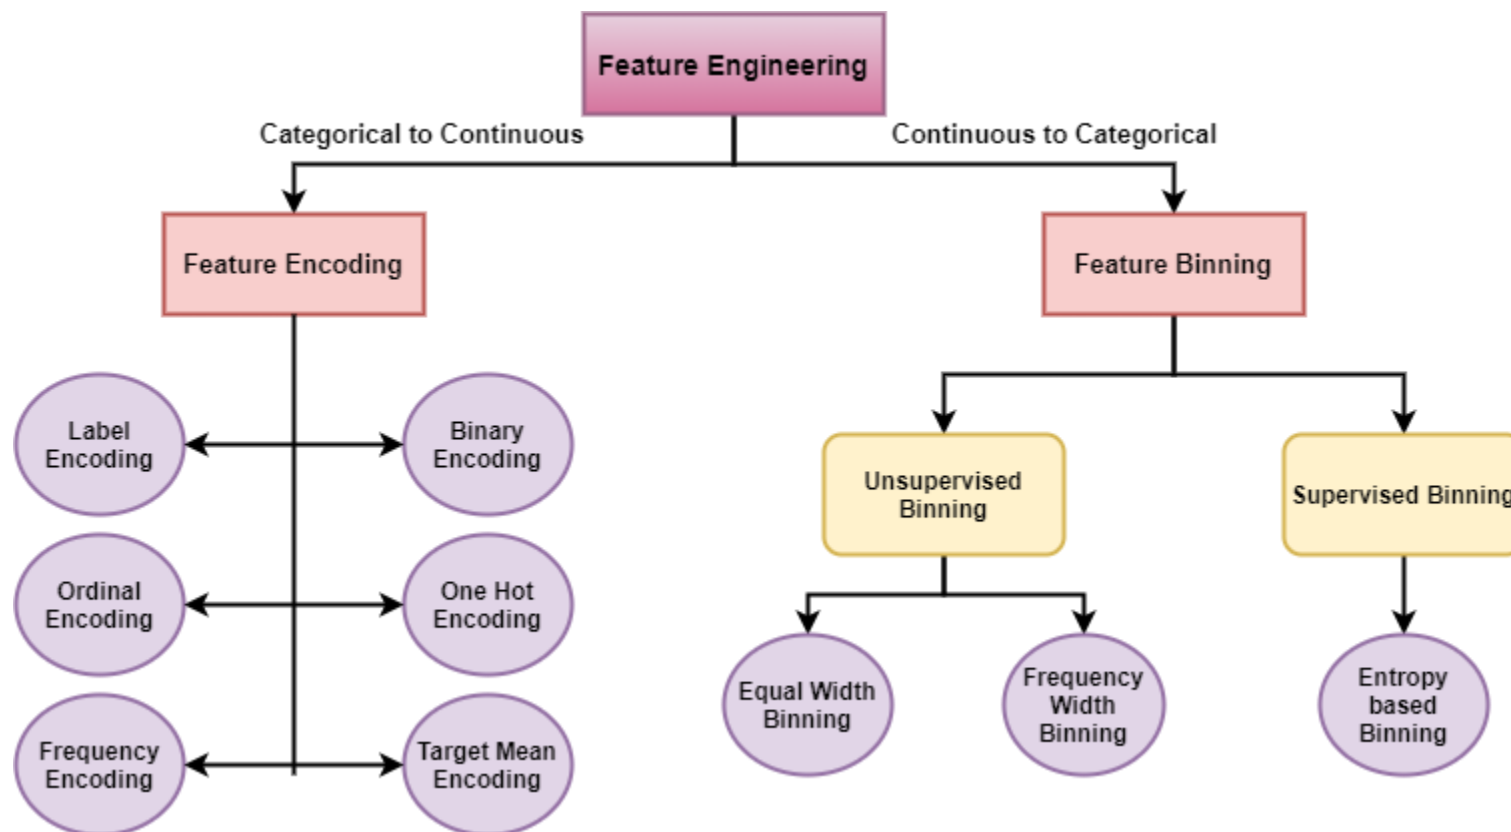 Feature Engineering
Categorical to Continuous
Continuous to Categorical
Feature Encoding
Feature Binning
Label
Encoding
Binary
Encoding
Ordinal
Encoding
One Hot
Encoding
Frequency
Encoding
Target Mean
Encoding
Unsupervised
Binning
Supervised Binning
Equal Width
Binning
Frequency
Width
Binning
Entropy
based
Binning